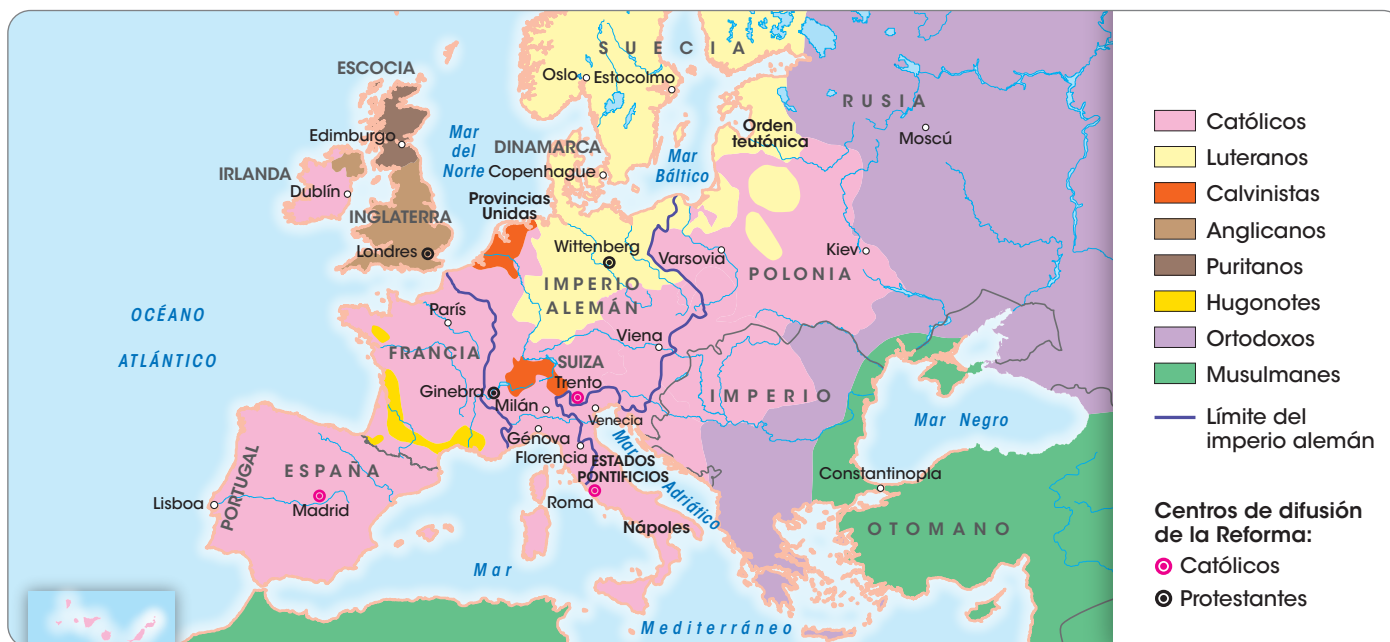 SUECIA
ESCOCIA
Oslo
Estocolmo
RUSIA
Edimburgo
Mar
del
Norte
DINAMARCA
Copenhague
Mar
Báltico
Orden
teutónica
Moscú
IRLANDA
Dublín
Provincias
Unidas
INGLATERRA
Londres
Wittenberg
Varsovia
Kiev
POLONIA
IMPERIO
ALEMÁN
OCÉANO
ATLÁNTICO
París
FRANCIA
Viena
SUIZA
Ginebra
Trento
Milán
Venecia
IMPERIO
Mar Negro
Génova
Florencia
Mar
Adriático
ESTADOS
PONTIFICIOS
PORTUGAL
ESPAÑA
Lisboa
Madrid
Roma
Nápoles
Constantinopla
OTOMANO
Mar
Mediterráneo
Católicos
Luteranos
Calvinistas
Anglicanos
Puritanos
Hugonotes
Ortodoxos
Musulmanes
Límite del
imperio alemán
Centros de difusión
de la Reforma:
Católicos
Protestantes